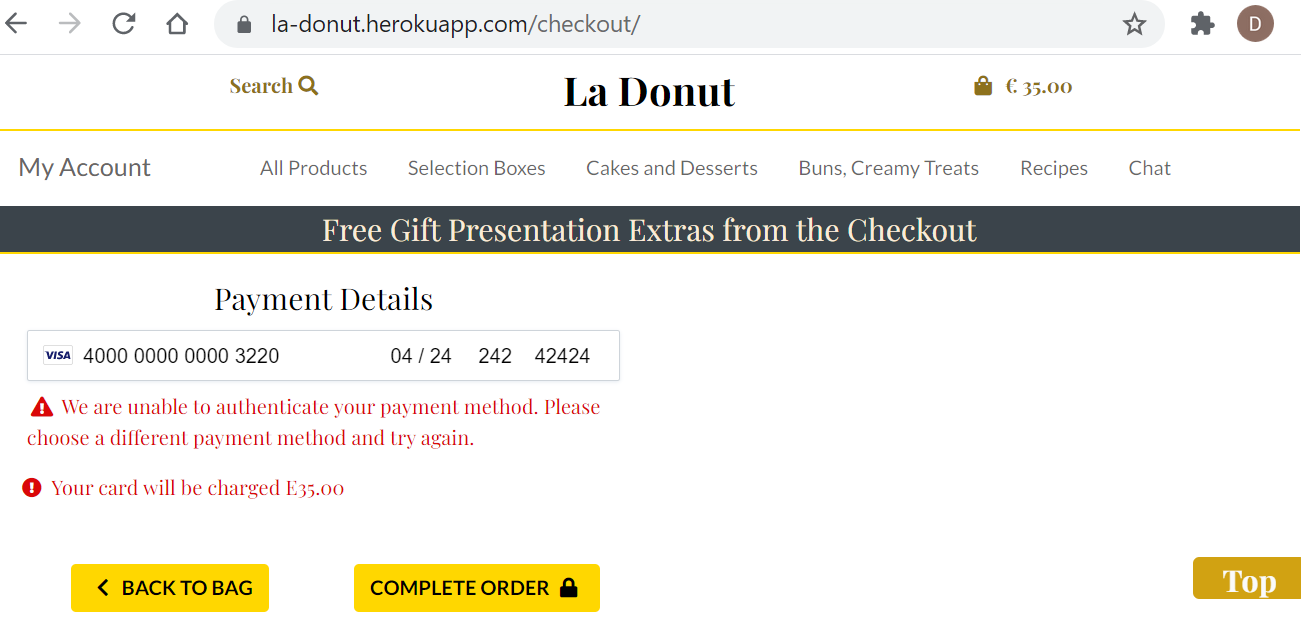 la-donut.herokuapp.com/checkout/
D
Search
La Donut
€ 35.00
My Account
All Products
Selection Boxes
Cakes and Desserts
Buns, Creamy Treats
Recipes
Chat
Free Gift Presentation Extras from the Checkout
Payment Details
VISA 4000 0000 0000 3220 04 / 24 242 42424
We are unable to authenticate your payment method. Please
choose a different payment method and try again.
Your card will be charged E35.00
BACK TO BAG
COMPLETE ORDER
Top